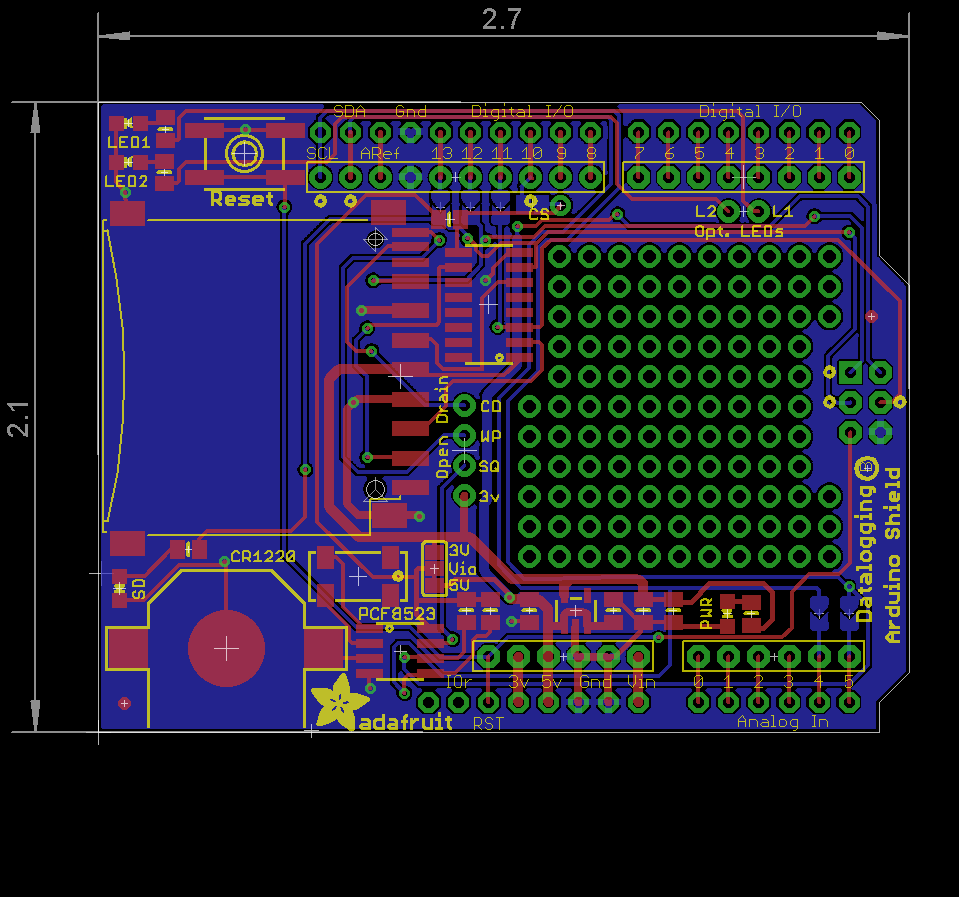 2.7
2.1
SDA Gnd Digital I/O Digital I/O
LED1
SCL ARef 13 12 11 10 9 8 7 6 5 4 3 2 1 0
LED2
Reset
CS
L2 L1
Opt. LEDs
Open Drain
CD
WP
SQ
3v
Datalogging
Arduino Shield
CR1220
3V
Via
5V
SD
PCF8523
PWR
IOr 3v 5v Gnd Vin 0 1 2 3 4 5
adafruit RST Analog In